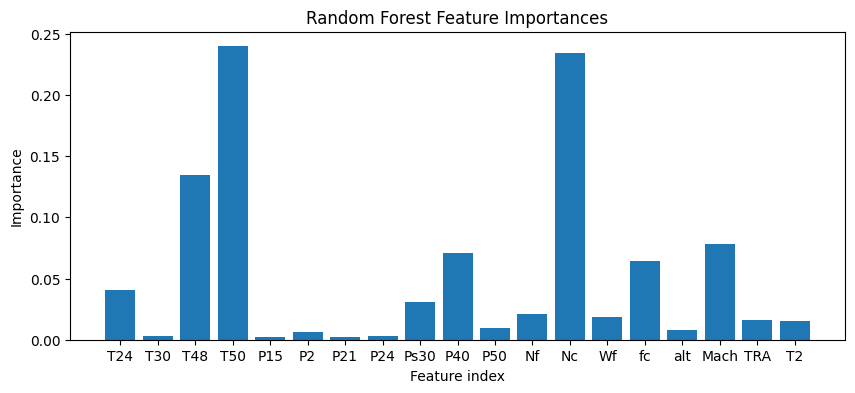 Random Forest Feature Importances
Importance
0.25
0.20
0.15
0.10
0.05
0.00
T24 T30 T48 T50 P15 P2 P21 P24 Ps30 P40 P50 Nf Nc Wf fc alt Mach TRA T2
Feature index